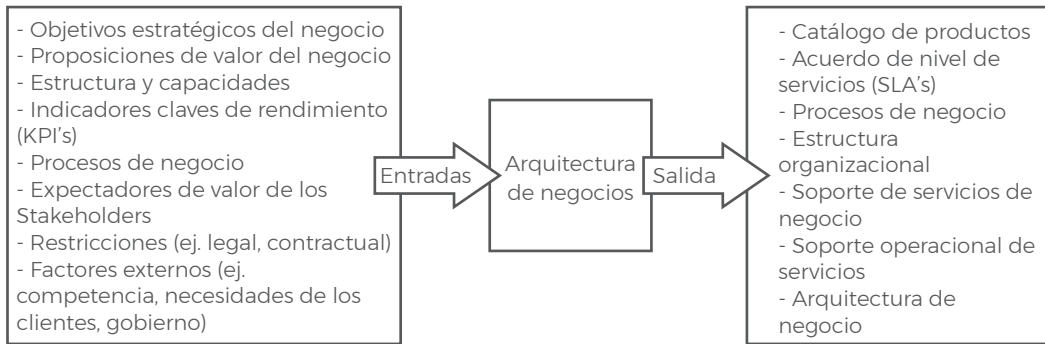 - Objetivos estratégicos del negocio
- Proposiciones de valor del negocio
- Estructura y capacidades
- Indicadores claves de rendimiento
(KPI's)
- Procesos de negocio
- Expectadores de valor de los
Stakeholders
- Restricciones (ej. legal, contractual)
- Factores externos (ej.
competencia, necesidades de los
clientes, gobierno)
Entradas
Arquitectura
de negocios
Salida
- Catálogo de productos
- Acuerdo de nivel de
servicios (SLA's)
- Procesos de negocio
- Estructura
organizacional
- Soporte de servicios de
negocio
- Soporte operacional de
servicios
- Arquitectura de
negocio